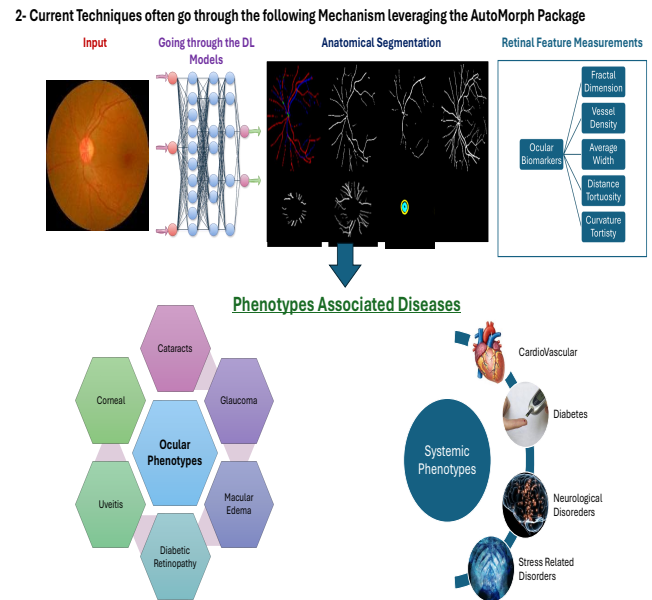 2- Current Techniques often go through the following Mechanism leveraging the AutoMorph Package
Input
Going through the DL
Models
Anatomical Segmentation
Retinal Feature Measurements
Ocular
Biomarkers
Fractal
Dimension
Vessel
Density
Average
Width
Distance
Tortuosity
Curvature
Tortisty
Phenotypes Associated Diseases
Cataracts
Corneal
Glaucoma
Ocular
Phenotypes
Uveitis
Macular
Edema
Diabetic
Retinopathy
Systemic
Phenotypes
CardioVascular
Diabetes
Neurological
Disoreders
Stress Related
Disorders